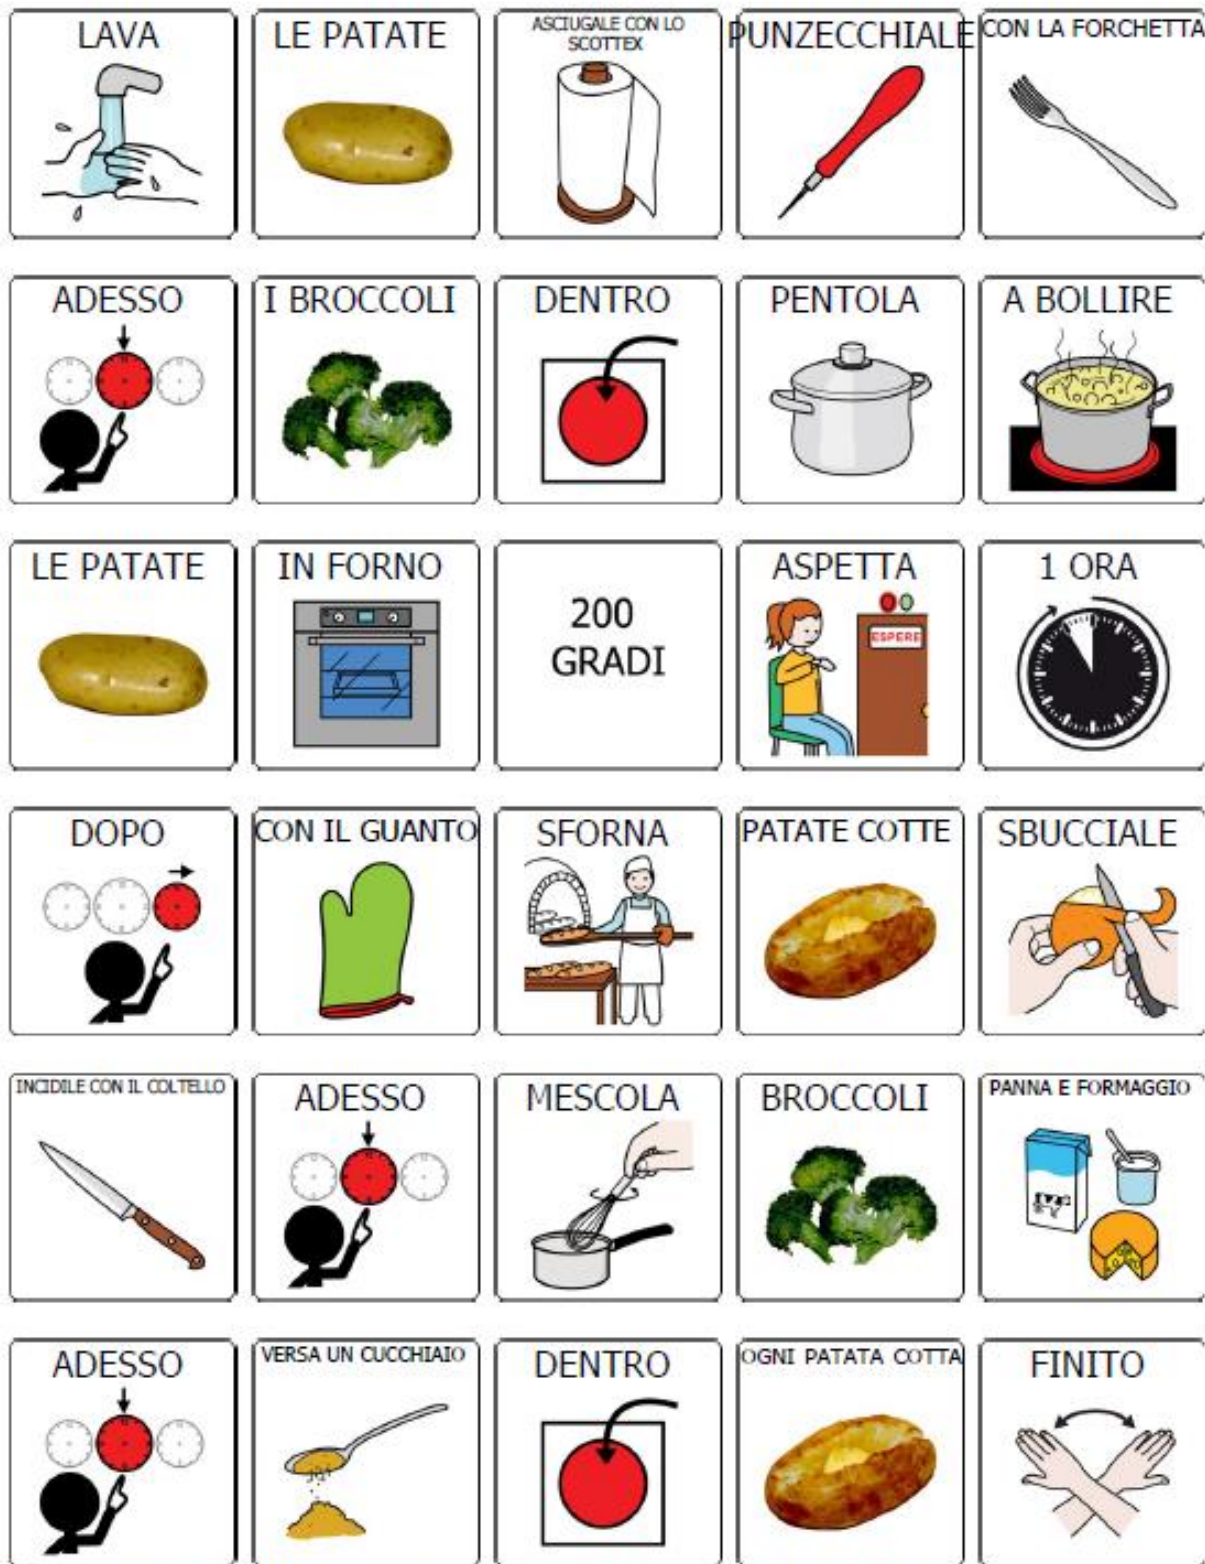 LAVA
LE PATATE
ASCIUGALE CON LO
SCOTTEX
PUNZECCHIALE
CON LA FORCHETTA
ADESSO
I BROCCOLI
DENTRO
PENTOLA
A BOLLIRE
LE PATATE
IN FORNO
200
GRADI
ASPETTA
ESPERE
1 ORA
DOPO
CON IL GUANTO
SFORNA
PATATE COTTE
SBUCCIALE
INCIDILE CON IL COLTELLO
ADESSO
MESCOLA
BROCCOLI
PANNA E FORMAGGIO
ADESSO
VERSA UN CUCCHIAIO
DENTRO
OGNI PATATA COTTA
FINITO